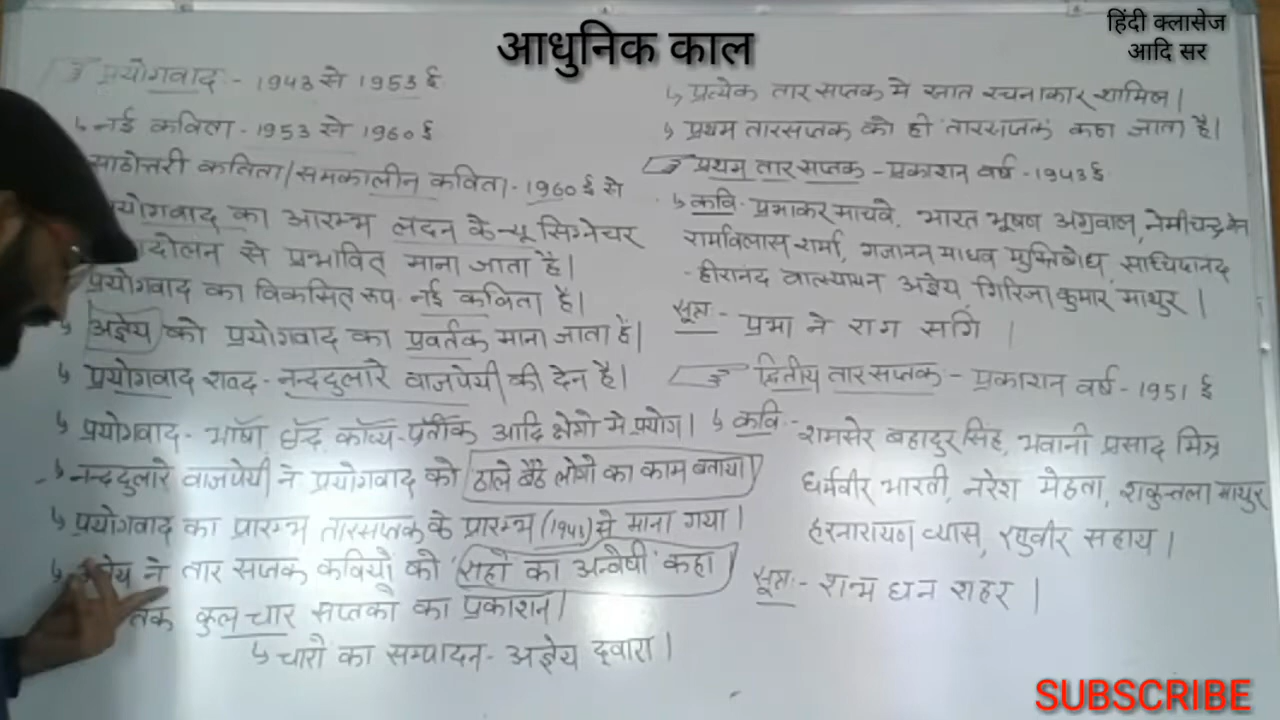 आधुनिक काल
हिंदी क्लासेज
आदि सर
प्रयोगवाद - 1943 से 1953 ई
↳ नई कविता - 1953 से 1960 ई
साठोत्तरी कविता/समकालीन कविता - 1960 ई से
प्रयोगवाद का आरम्भ लंदन के न्यू सिग्नेचर
दोलन से प्रभावित माना जाता है।
प्रयोगवाद का विकसित रूप नई कविता है।
↳ अज्ञेय को प्रयोगवाद का प्रवर्तक माना जाता है।
↳ प्रयोगवाद शब्द - नन्ददुलारे वाजपेयी की देन है।
↳ प्रयोगवाद - भाषा, छन्द, काव्य-प्रतीक आदि क्षेत्रो मे प्रयोग।
↳ नन्ददुलारे वाजपेयी ने प्रयोगवाद को ठाले बैठे लोगो का काम बताया।
↳ प्रयोगवाद का प्रारम्भ तारसप्तक के प्रारम्भ (1943) से माना गया।
↳ अज्ञेय ने तार सप्तक कवियों को 'राहो का अन्वेषी' कहा
तक कुल चार सप्तको का प्रकाशन।
↳ चारों का सम्पादन - अज्ञेय द्वारा।
↳ प्रत्येक तार सप्तक मे सात रचनाकार शामिल।
↳ प्रथम तारसप्तक को ही तारसप्तक कहा जाता है।
प्रथम तार सप्तक - प्रकाशन वर्ष - 1943 ई
↳ कवि - प्रभाकर माचवे, भारत भूषण अग्रवाल, नेमीचन्द्र जैन
रामविलास शर्मा, गजानन माधव मुक्तिबोध, सच्चिदानंद
- हीरानंद वात्स्यायन अज्ञेय, गिरिजा कुमार माथुर।
सूत्र :- प्रभा ने राग सगि ।
द्वितीय तार सप्तक - प्रकाशन वर्ष - 1951 ई
↳ कवि :- शमसेर बहादुर सिंह, भवानी प्रसाद मिश्र
धर्मवीर भारती, नरेश मेहता, शकुन्तला माथुर
हरनारायण व्यास, रघुवीर सहाय।
सूत्र :- शन्भ धन शहर ।
SUBSCRIBE